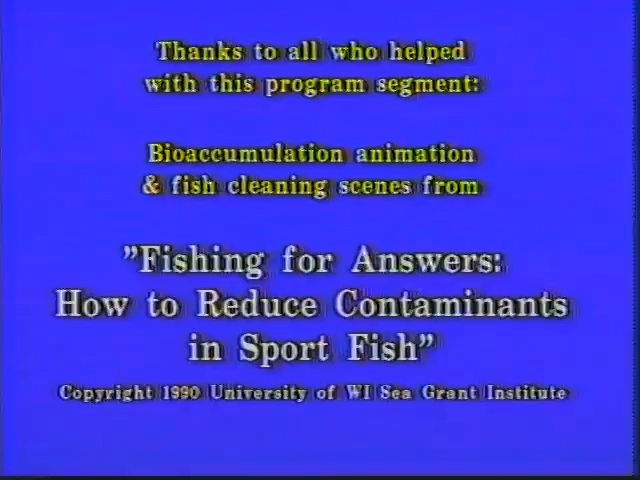 Thanks to all who helped
with this program segment:
Bioaccumulation animation
& fish cleaning scenes from
"Fishing for Answers:
How to Reduce Contaminants
in Sport Fish"
Copyright 1990 University of WI Sea Grant Institute